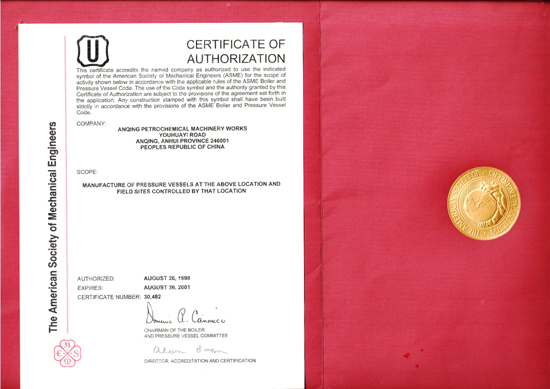 U
CERTIFICATE OF
AUTHORIZATION
This certificate accredits the named company as authorized to use the indicated
symbol of the American Society of Mechanical Engineers (ASME) for the scope of
activity shown below in accordance with the applicable rules of the ASME Boiler and
Pressure Vessel Code. The use of the Code symbol and the authority granted by this
Certificate of Authorization are subject to the provisions of the agreement set forth in
the application. Any construction stamped with this symbol shall have been built
strictly in accordance with the provisions of the ASME Boiler and Pressure Vessel
Code.
COMPANY:
ANQING PETROCHEMICAL MACHINERY WORKS
YOUHUAYI ROAD
ANQING, ANHUI PROVINCE 246001
PEOPLES REPUBLIC OF CHINA
SCOPE:
MANUFACTURE OF PRESSURE VESSELS AT THE ABOVE LOCATION AND
FIELD SITES CONTROLLED BY THAT LOCATION
AUTHORIZED: AUGUST 26, 1998
EXPIRES: AUGUST 26, 2001
CERTIFICATE NUMBER: 30,482
CHAIRMAN OF THE BOILER
AND PRESSURE VESSEL COMMITTEE
DIRECTOR, ACCREDITATION AND CERTIFICATION
The American Society of Mechanical Engineers